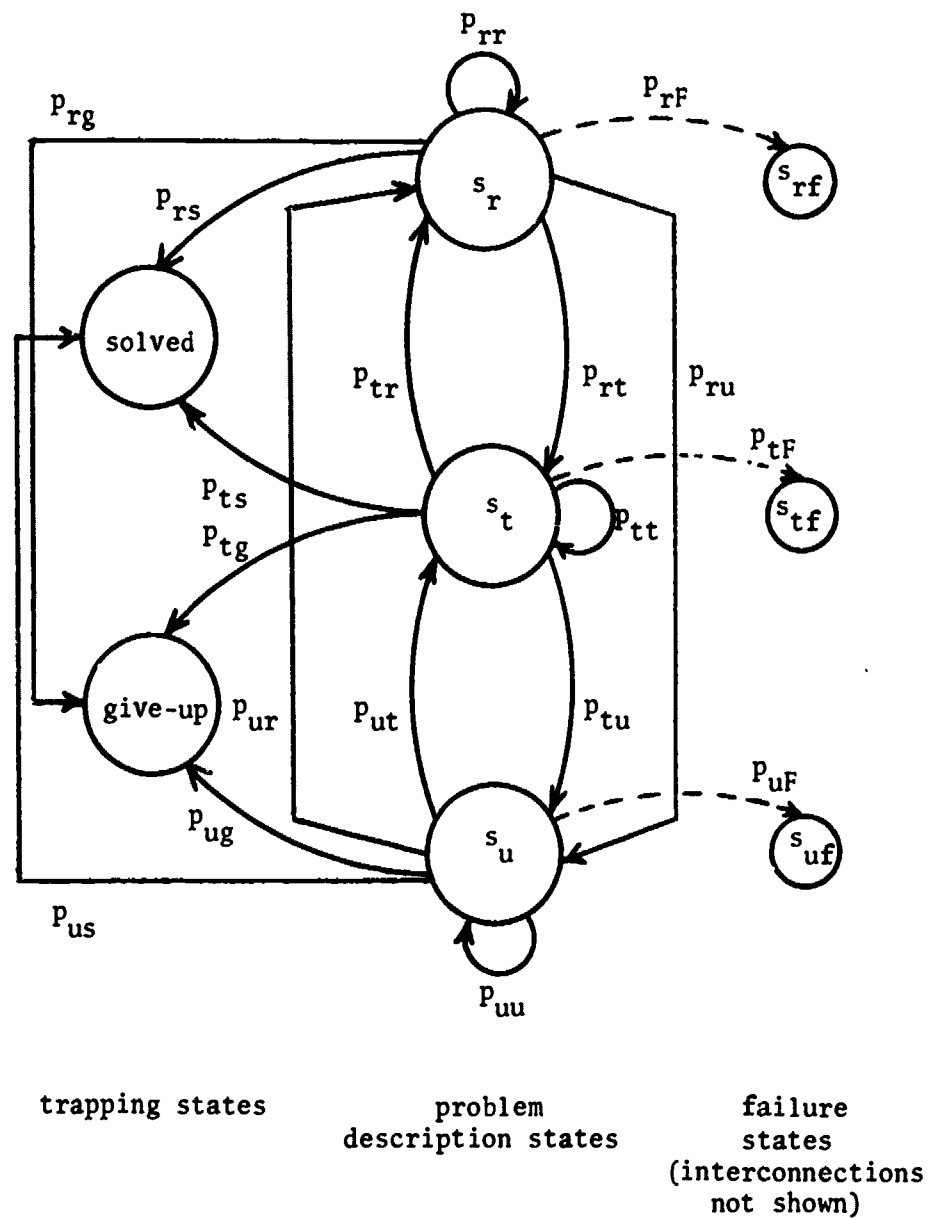 p_rr
p_rg
p_rF
s_r
s_rf
p_rs
solved
p_tr
p_rt
p_ru
p_tF
p_ts
s_t
p_tt
s_tf
p_tg
give-up
p_ur
p_ut
p_tu
p_uF
p_ug
s_u
s_uf
p_us
p_uu
trapping states
problem
description states
failure
states
(interconnections
not shown)